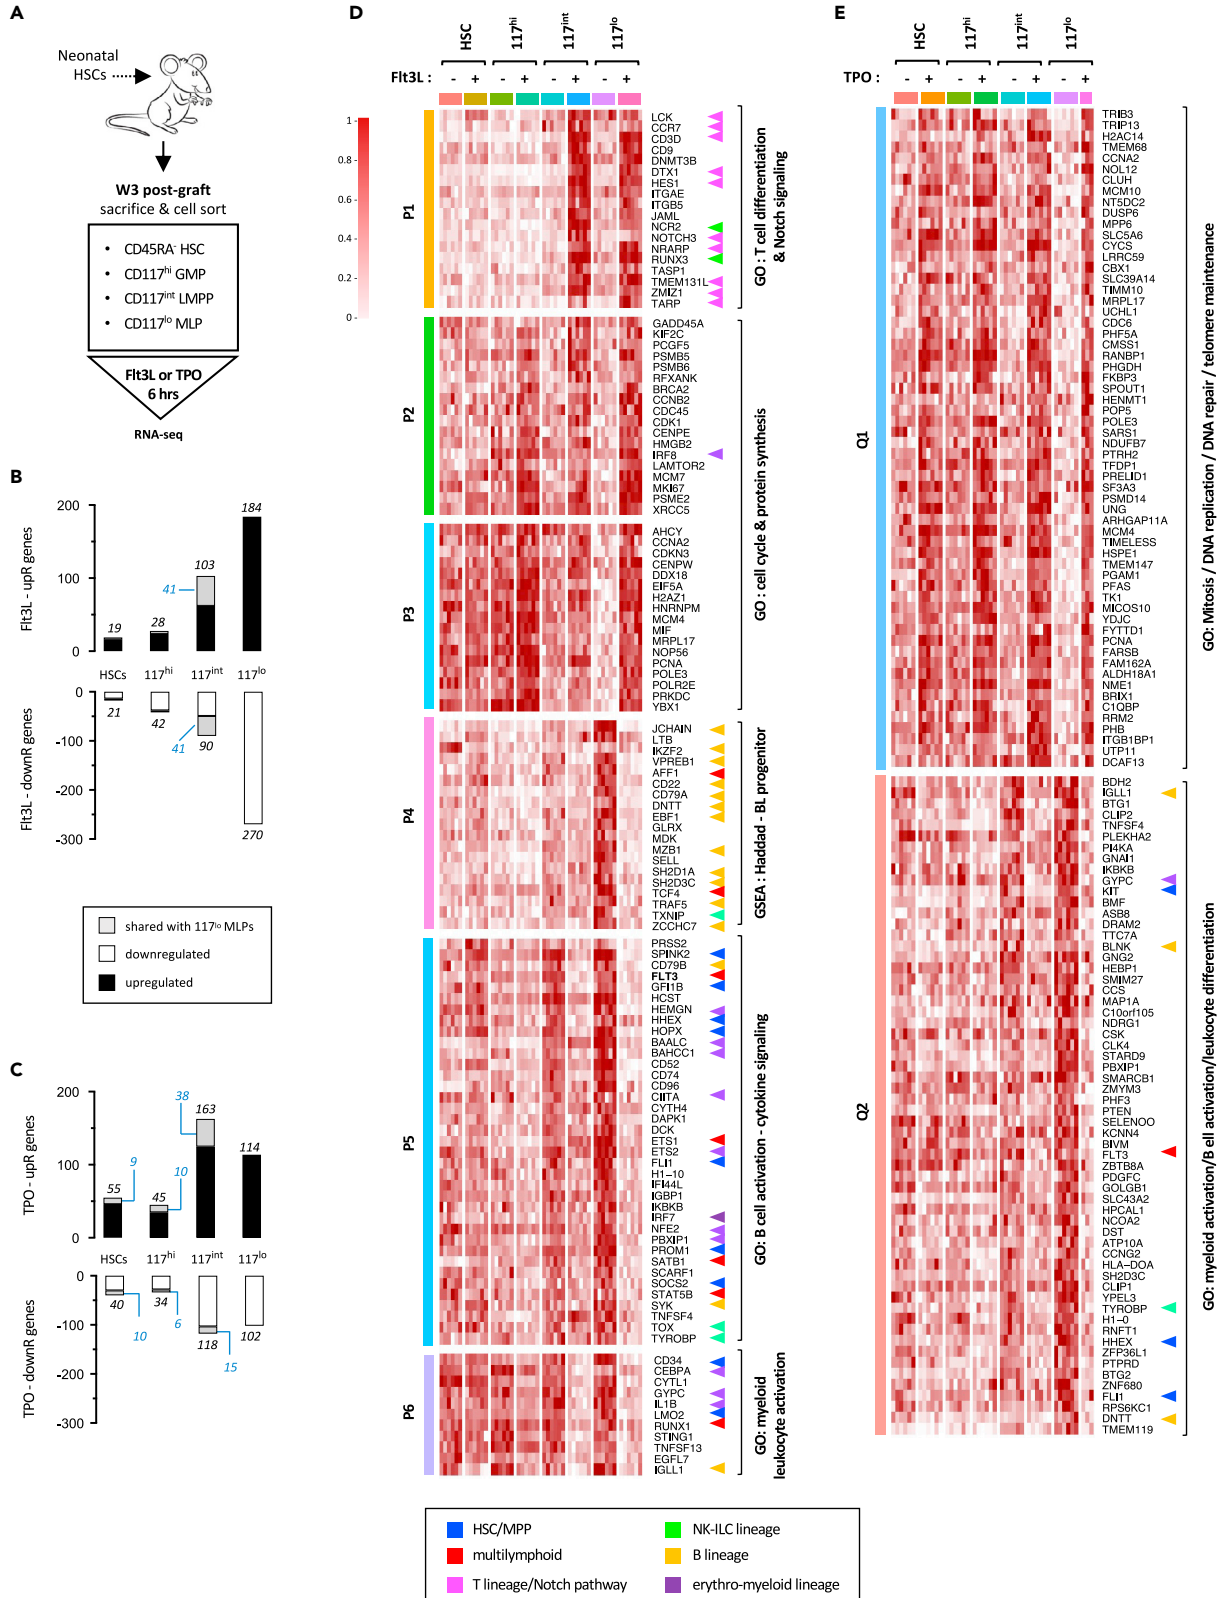 A
Neonatal
HSCs
W3 post-graft
sacrifice & cell sort
• CD45RA- HSC
• CD117hi GMP
• CD117int LMPP
• CD117lo MLP
Flt3L or TPO
6 hrs
RNA-seq
B
Flt3L - upR genes
200
100
0
19
28
41
103
184
HSCs
117hi
117int
117lo
Flt3L - downR genes
0
-100
-200
-300
21
42
41
90
270
shared with 117lo MLPs
downregulated
upregulated
C
TPO - upR genes
200
100
0
55
9
45
10
38
163
114
HSCs
117hi
117int
117lo
TPO - downR genes
0
-100
-200
-300
40
10
34
6
118
15
102
D
HSC
117hi
117int
117lo
Flt3L :
- + - + - + - +
1
0.8
0.6
0.4
0.2
0
P1
LCK
CCR7
CD3D
CD9
DNMT3B
DTX1
HES1
ITGAE
ITGB5
JAML
NCR2
NOTCH3
NRARP
RUNX3
TASP1
TMEM131L
ZMIZ1
TARP
GO : T cell differentiation
& Notch signaling
P2
GADD45A
KIF2C
PCGF5
PSMB5
PSMB6
RFXANK
BRCA2
CCNB2
CDC45
CDK1
CENPE
HMGB2
IRF8
LAMTOR2
MCM7
MKI67
PSME2
XRCC5
P3
AHCY
CCNA2
CDKN3
CENPW
DDX18
EIF5A
H2AZ1
HNRNPM
MCM4
MIF
MRPL17
NOP56
PCNA
POLE3
POLR2E
PRKDC
YBX1
GO : cell cycle & protein synthesis
P4
JCHAIN
LTB
IKZF2
VPREB1
AFF1
CD22
CD79A
DNTT
EBF1
GLRX
MDK
MZB1
SELL
SH2D1A
SH2D3C
TCF4
TRAF5
TXNIP
ZCCHC7
GSEA : Haddad - BL progenitor
P5
PRSS2
SPINK2
CD79B
FLT3
GFI1B
HCST
HEMGN
HHEX
HOPX
BAALC
BAHCC1
CD52
CD74
CD96
CIITA
CYTH4
DAPK1
DCK
ETS1
ETS2
FLI1
H1-10
IFI44L
IGBP1
IKBKB
IRF7
NFE2
PBXIP1
PROM1
SATB1
SCARF1
SOCS2
STAT5B
SYK
TNFSF4
TOX
TYROBP
GO: B cell activation - cytokine signaling
P6
CD34
CEBPA
CYTL1
GYPC
IL1B
LMO2
RUNX1
STING1
TNFSF13
EGFL7
IGLL1
GO: myeloid
leukocyte activation
E
HSC
117hi
117int
117lo
TPO :
- + - + - + - +
Q1
TRIB3
TRIP13
H2AC14
TMEM68
CCNA2
NOL12
CLUH
MCM10
NT5DC2
DUSP6
MPP6
SLC5A6
CYCS
LRRC59
CBX1
SLC39A14
TIMM10
MRPL17
UCHL1
CDC6
PHF5A
CMSS1
RANBP1
PHGDH
FKBP3
SPOUT1
HENMT1
POP5
POLE3
SARS1
NDUFB7
PTRH2
TFDP1
PRELID1
SF3A3
PSMD14
UNG
ARHGAP11A
MCM4
TIMELESS
HSPE1
TMEM147
PGAM1
PFAS
TK1
MICOS10
YDJC
FYTTD1
PCNA
FARSB
FAM162A
ALDH18A1
NME1
BRIX1
C1QBP
RRM2
PHB
ITGB1BP1
UTP11
DCAF13
GO: Mitosis / DNA replication / DNA repair / telomere maintenance
Q2
BDH2
IGLL1
BTG1
CLIP2
TNFSF4
PLEKHA2
PI4KA
GNAI1
IKBKB
GYPC
KIT
BMF
ASB8
DRAM2
TTC7A
BLNK
GNG2
HEBP1
SMIM27
CCS
MAP1A
C10orf105
NDRG1
CSK
CLK4
STARD9
PBXIP1
SMARCB1
ZMYM3
PHF3
PTEN
SELENOO
KCNN4
BIVM
FLT3
ZBTB8A
PDGFC
GOLGB1
SLC43A2
HPCAL1
NCOA2
DST
ATP10A
CCNG2
HLA-DOA
SH2D3C
CLIP1
YPEL3
TYROBP
H1-0
RNFT1
HHEX
ZFP36L1
PTPRD
BTG2
ZNF680
FLI1
RPS6KC1
DNTT
TMEM119
GO: myeloid activation/B ell activation/leukocyte differentiation
HSC/MPP
multilymphoid
T lineage/Notch pathway
NK-ILC lineage
B lineage
erythro-myeloid lineage